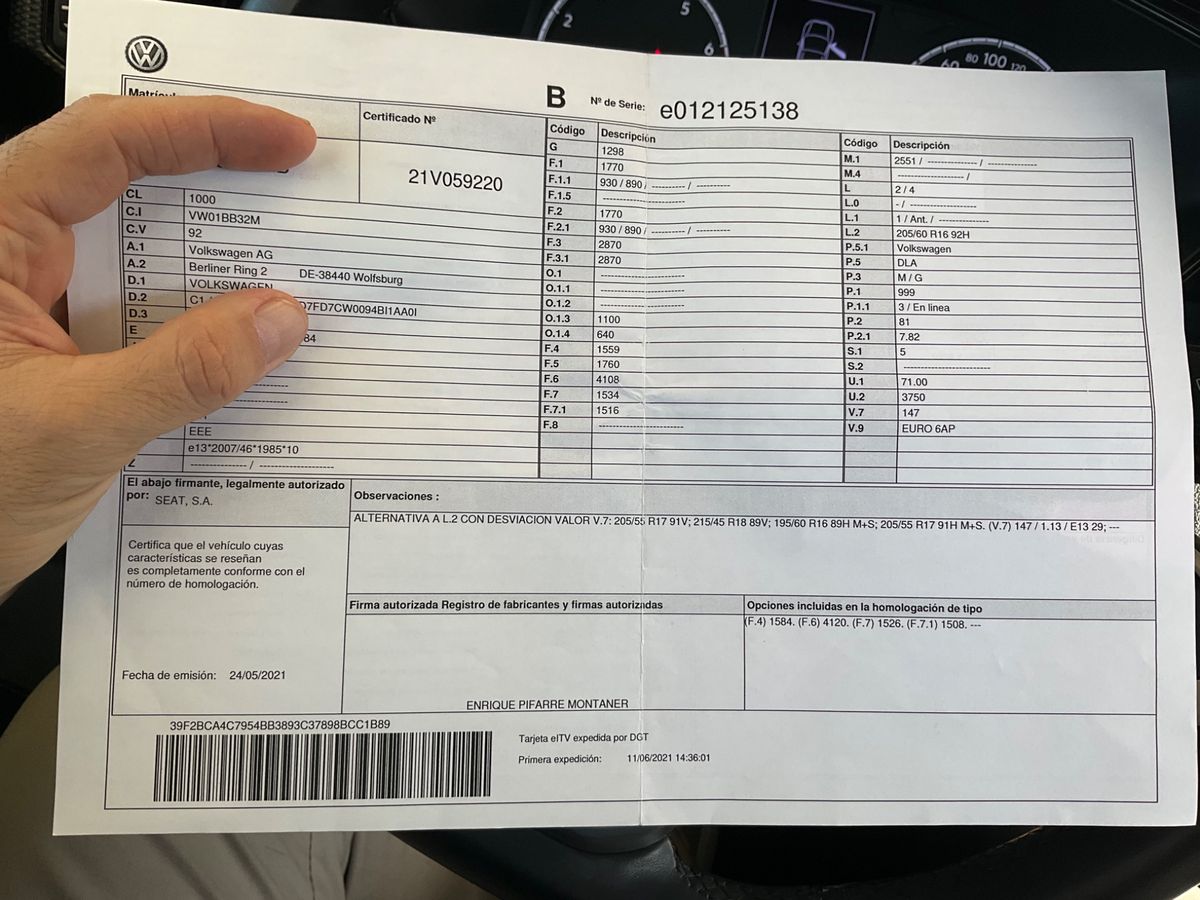 2 5 6
60 80 100 120
B Nº de Serie: e012125138
Certificado Nº
21V059220
CL 1000
C.I VW01BB32M
C.V 92
A.1 Volkswagen AG
A.2 Berliner Ring 2 DE-38440 Wolfsburg
D.1 VOLKSWAGEN
D.2
D.3
E
EEE
e13*2007/46*1985*10
Z --------------- / --------------------
Código Descripción
G 1298
F.1 1770
F.1.1 930 / 890 / ---------- / ----------
F.1.5 ----------------------
F.2 1770
F.2.1 930 / 890 / ---------- / ----------
F.3 2870
F.3.1 2870
O.1 ----------------------
O.1.1 ----------------------
O.1.2 ----------------------
O.1.3 1100
O.1.4 640
F.4 1559
F.5 1760
F.6 4108
F.7 1534
F.7.1 1516
F.8 ----------------------
Código Descripción
M.1 2551 / --------------- / ---------------
M.4 -------------------- /
L 2 / 4
L.0 - / --------------------
L.1 1 / Ant. / ---------------
L.2 205/60 R16 92H
P.5.1 Volkswagen
P.5 DLA
P.3 M / G
P.1 999
P.1.1 3 / En linea
P.2 81
P.2.1 7.82
S.1 5
S.2 ----------------------
U.1 71.00
U.2 3750
V.7 147
V.9 EURO 6AP
El abajo firmante, legalmente autorizado
por: SEAT, S.A.
Certifica que el vehículo cuyas
características se reseñan
es completamente conforme con el
número de homologación.
Fecha de emisión: 24/05/2021
Observaciones :
ALTERNATIVA A L.2 CON DESVIACION VALOR V.7: 205/55 R17 91V; 215/45 R18 89V; 195/60 R16 89H M+S; 205/55 R17 91H M+S. (V.7) 147 / 1.13 / E13 29; ---
Firma autorizada Registro de fabricantes y firmas autorizadas
ENRIQUE PIFARRE MONTANER
Opciones incluidas en la homologación de tipo
(F.4) 1584. (F.6) 4120. (F.7) 1526. (F.7.1) 1508. ---
39F2BCA4C7954BB3893C37898BCC1B89
Tarjeta eITV expedida por DGT
Primera expedición: 11/06/2021 14:36:01